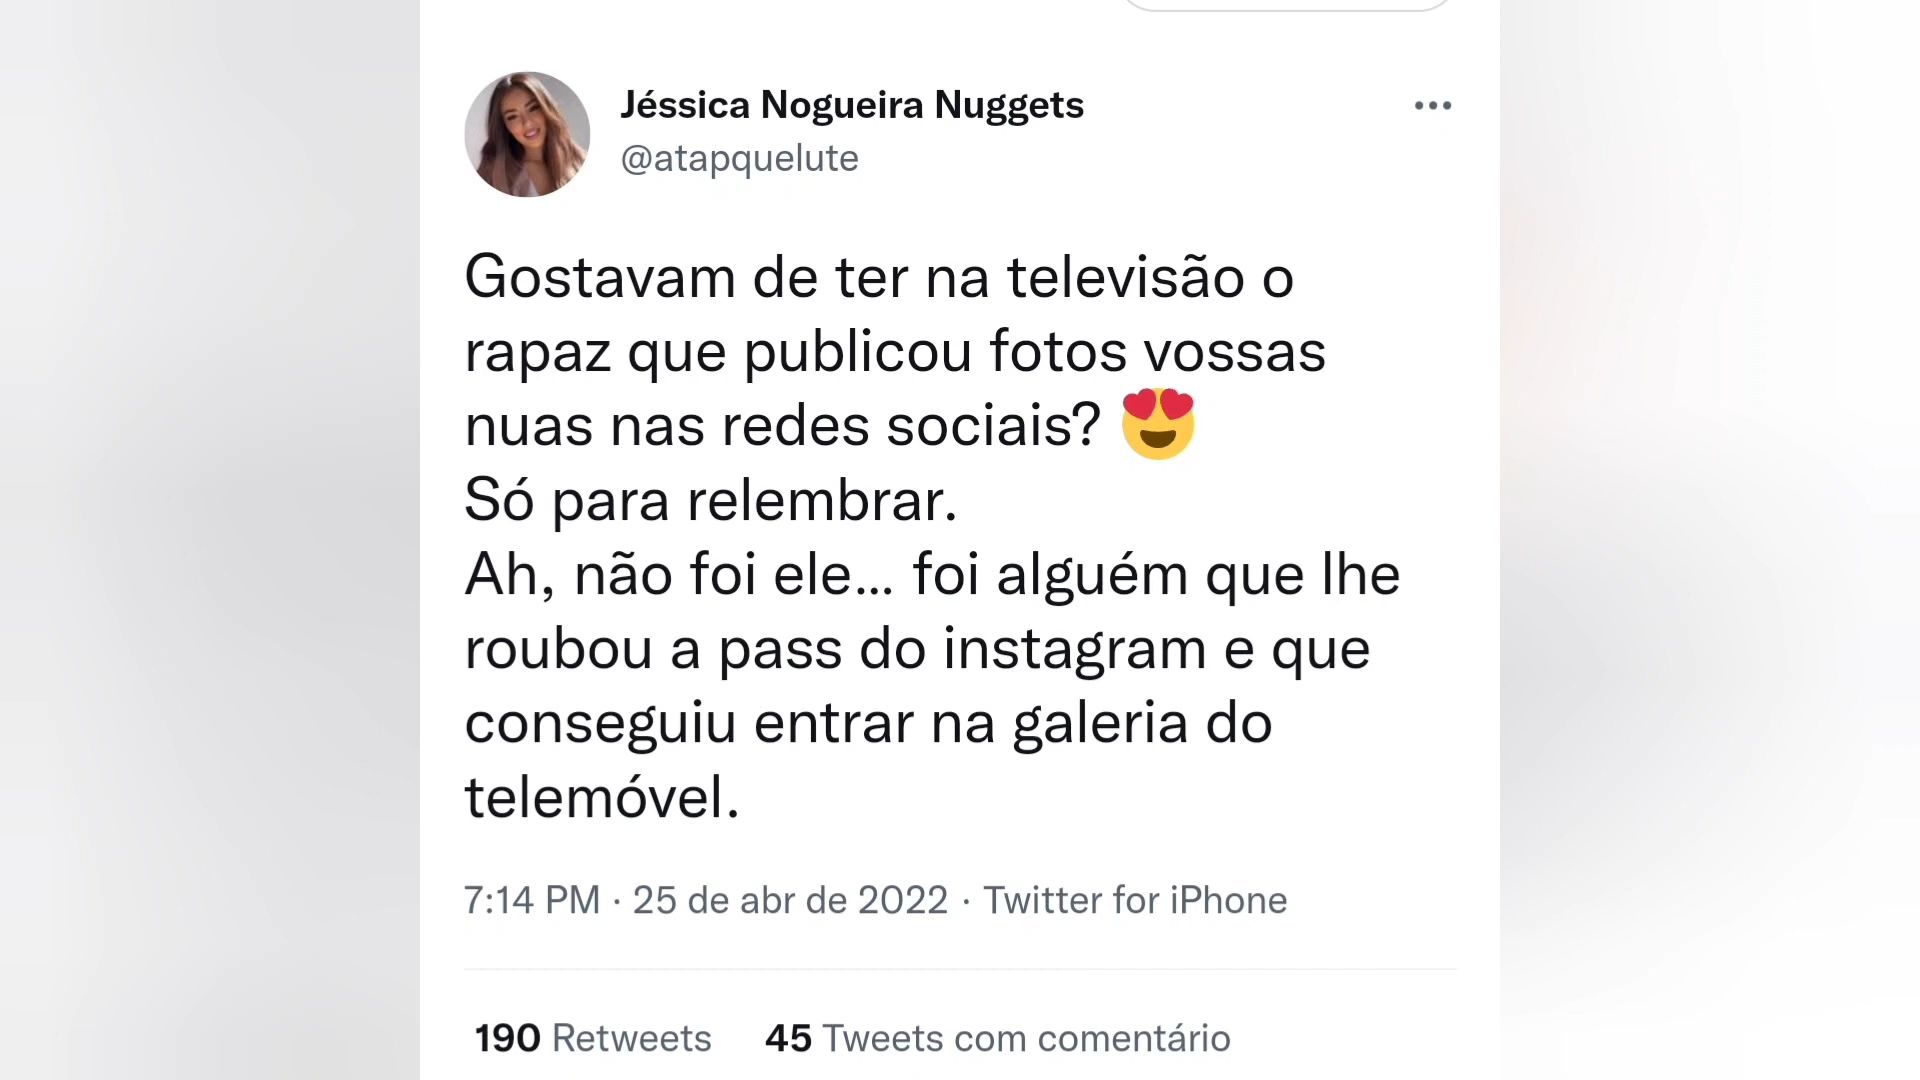 Jéssica Nogueira Nuggets
@atapquelute
Gostavam de ter na televisão o
rapaz que publicou fotos vossas
nuas nas redes sociais? 😍
Só para relembrar.
Ah, não foi ele... foi alguém que lhe
roubou a pass do instagram e que
conseguiu entrar na galeria do
telemóvel.
7:14 PM · 25 de abr de 2022 · Twitter for iPhone
190 Retweets 45 Tweets com comentário